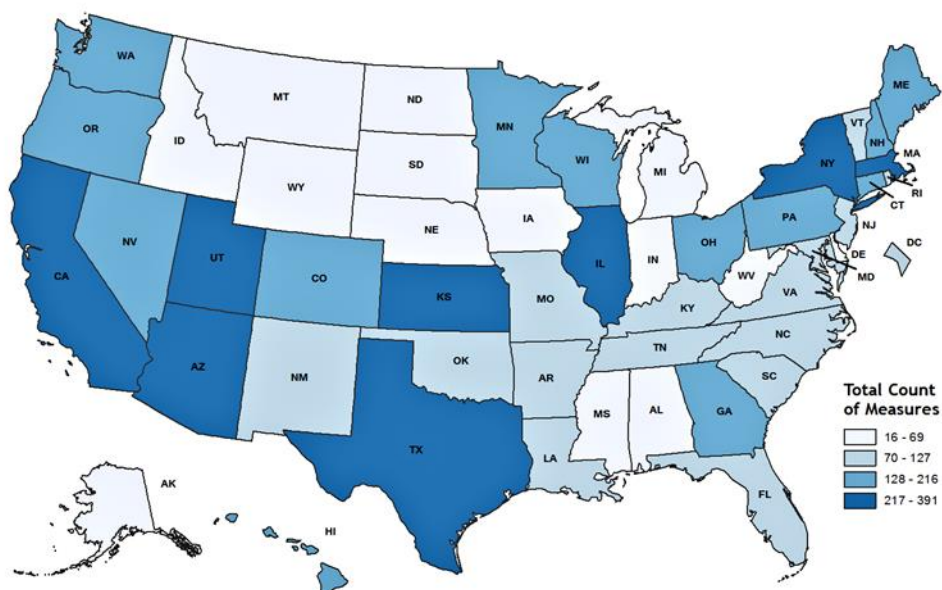 WA
MT
ND
MN
ME
VT
NH
OR
ID
SD
WI
MI
NY
MA
RI
CT
WY
IA
PA
NJ
NE
OH
DC
NV
UT
CO
IL
IN
WV
DE
MD
CA
KS
MO
KY
VA
NC
TN
AZ
NM
OK
AR
SC
MS
AL
GA
TX
LA
FL
AK
HI
Total Count
of Measures
16 - 69
70 - 127
128 - 216
217 - 391